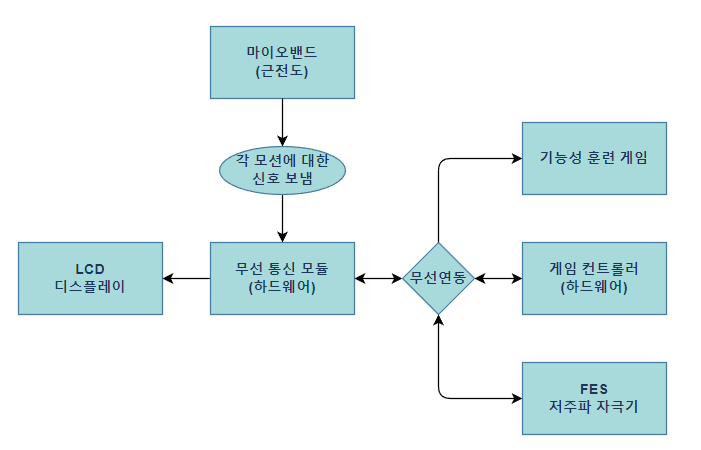 마이오밴드
(근전도)
각 모션에 대한
신호 보냄
기능성 훈련 게임
LCD
디스플레이
무선 통신 모듈
(하드웨어)
무선연동
게임 컨트롤러
(하드웨어)
FES
저주파 자극기